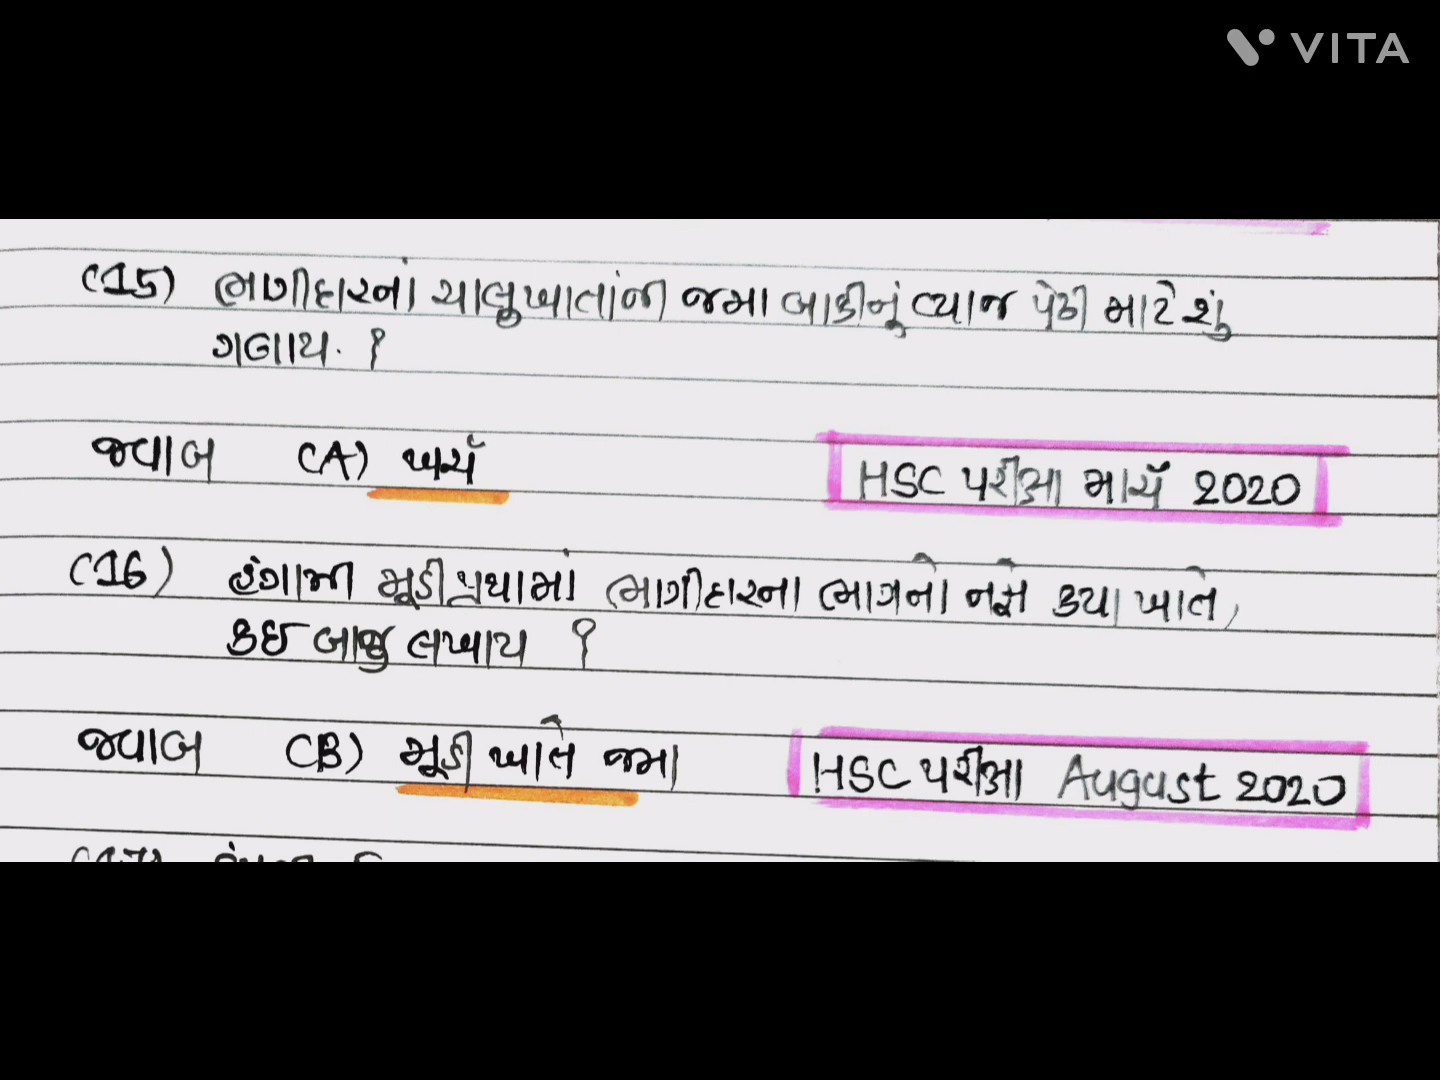 VITA
(15) ભાગીદારનાં ચાલુખાતાંની જમા બાકીનું વ્યાજ પેઢી માટે શું
ગણાય. ?
જવાબ (A) ખર્ચ
HSC પરીક્ષા માર્ચ 2020
(16) હંગામી મૂડીપ્રથામાં ભાગીદારના ભાગનો નફો કયા ખાતે,
કઈ બાજુ લખાય ?
જવાબ (B) મૂડી ખાતે જમા
HSC પરીક્ષા August 2020